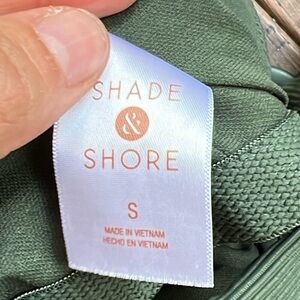 SHADE
&
SHORE
S
MADE IN VIETNAM
HECHO EN VIETNAM